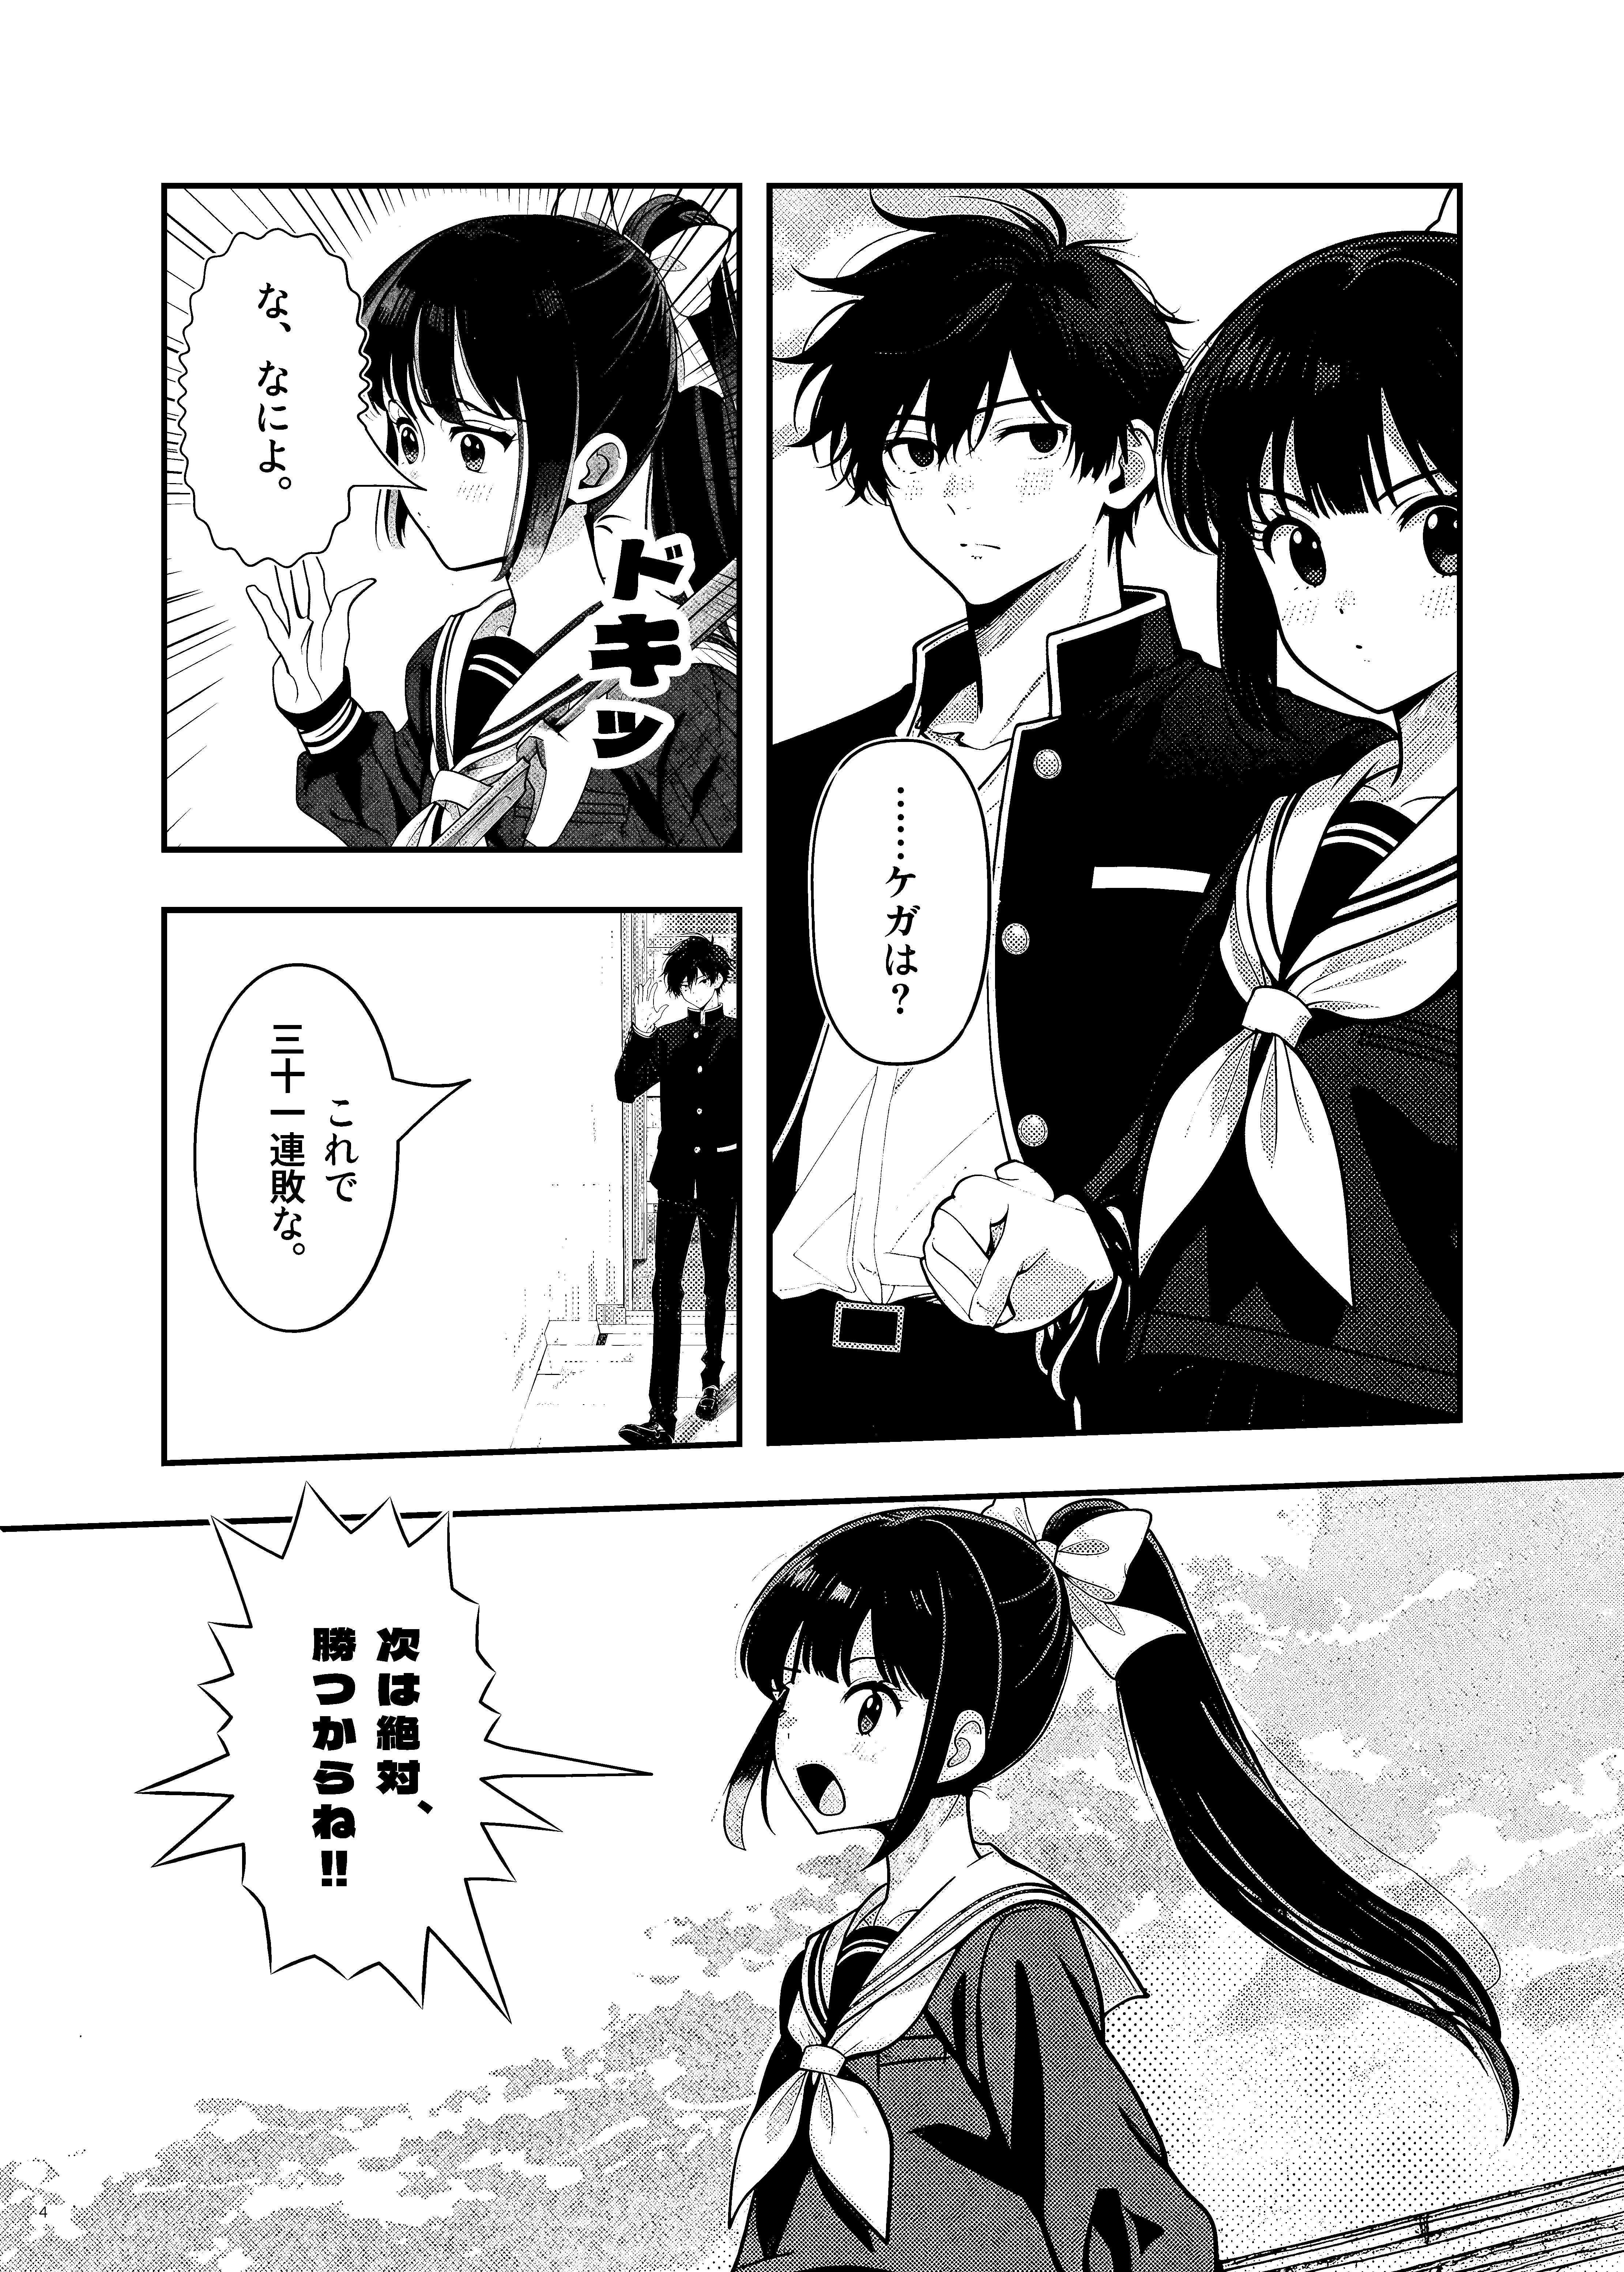 ……ケガは?
な、なによ。
ドキッ
これで
三十一連敗な。
次は絶対、
勝つからね!!
4